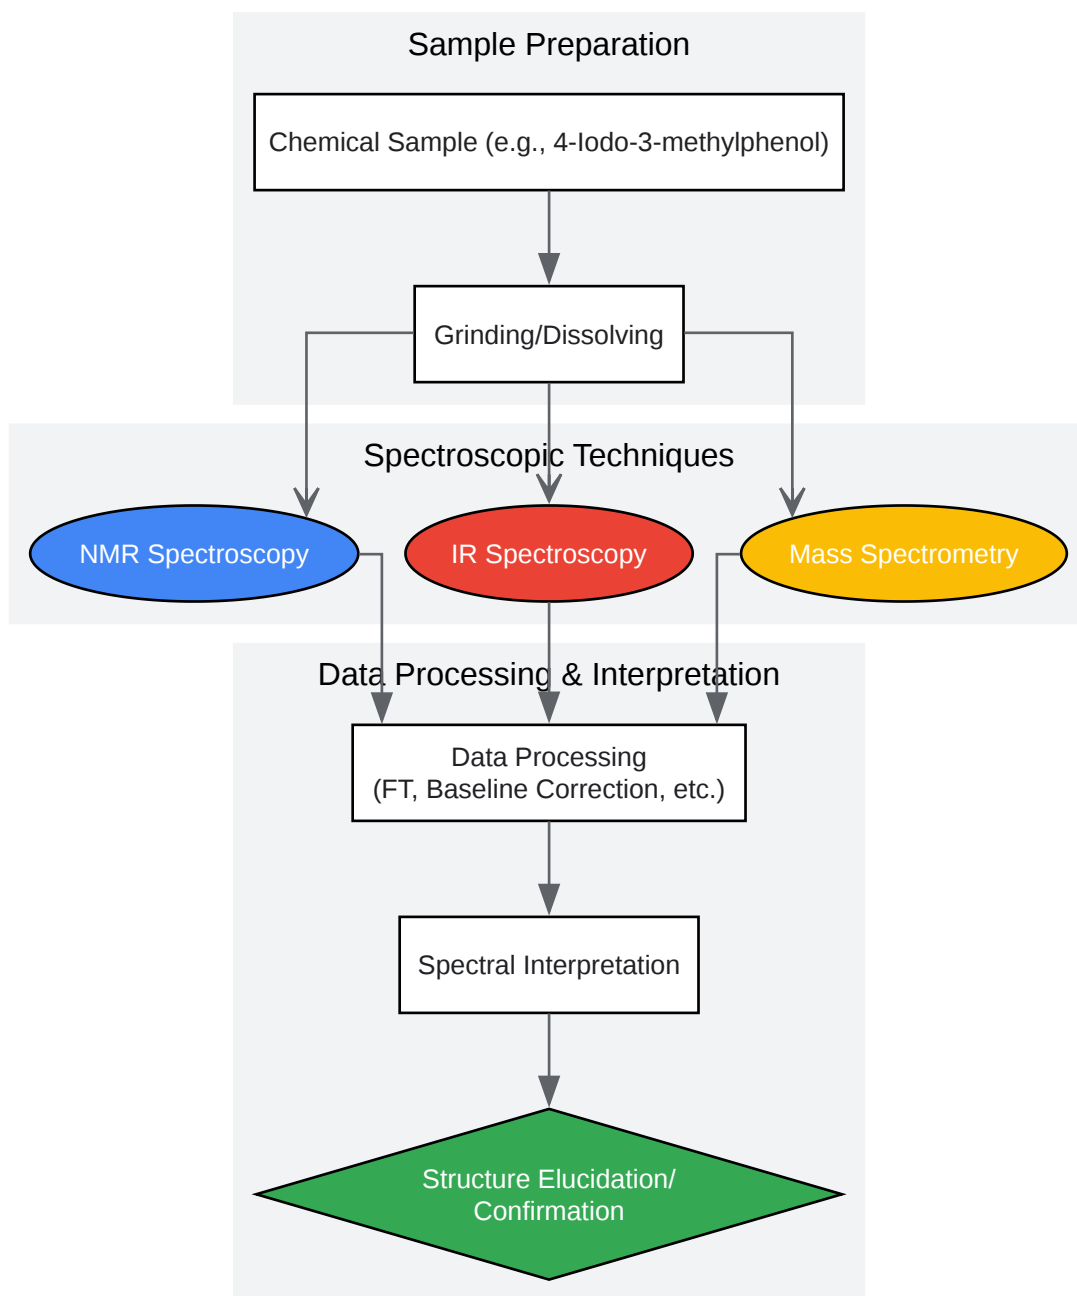 Sample Preparation
Chemical Sample (e.g., 4-Iodo-3-methylphenol)
Grinding/Dissolving
Spectroscopic Techniques
NMR Spectroscopy
IR Spectroscopy
Mass Spectrometry
Data Processing & Interpretation
Data Processing
(FT, Baseline Correction, etc.)
Spectral Interpretation
Structure Elucidation/
Confirmation